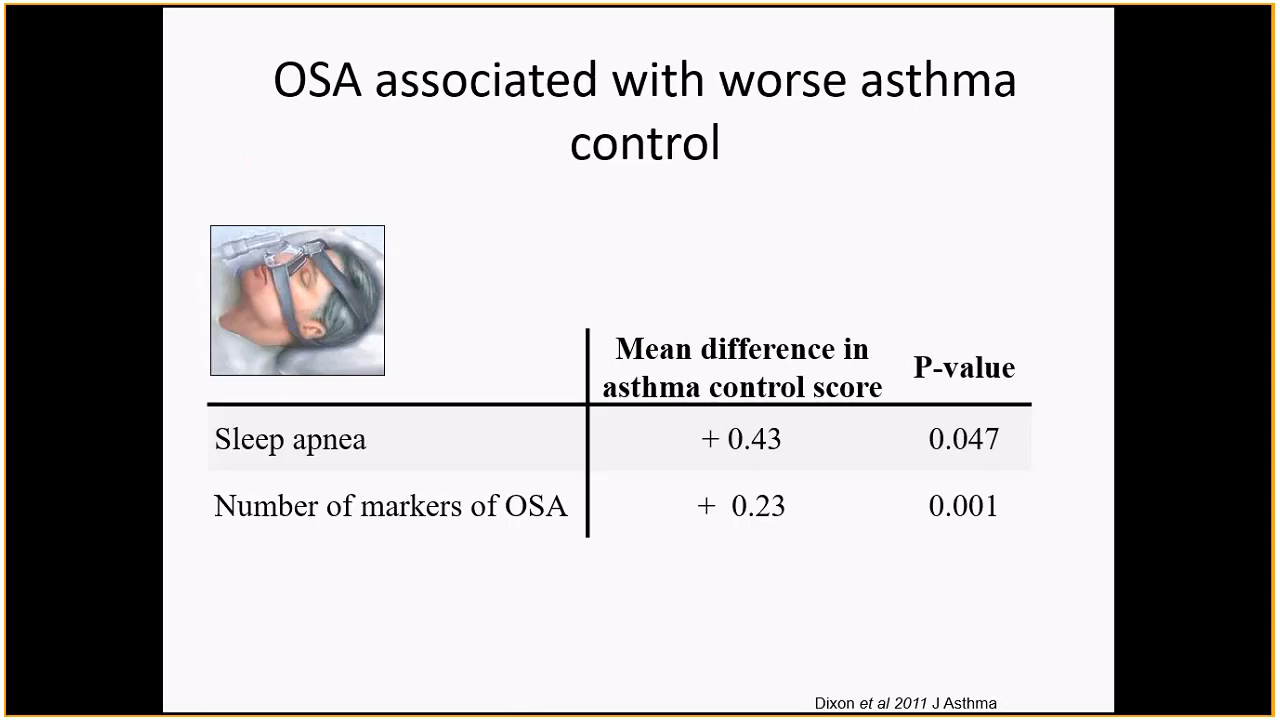 OSA associated with worse asthma
control
Mean difference in
asthma control score
P-value
Sleep apnea + 0.43 0.047
Number of markers of OSA + 0.23 0.001
Dixon et al 2011 J Asthma